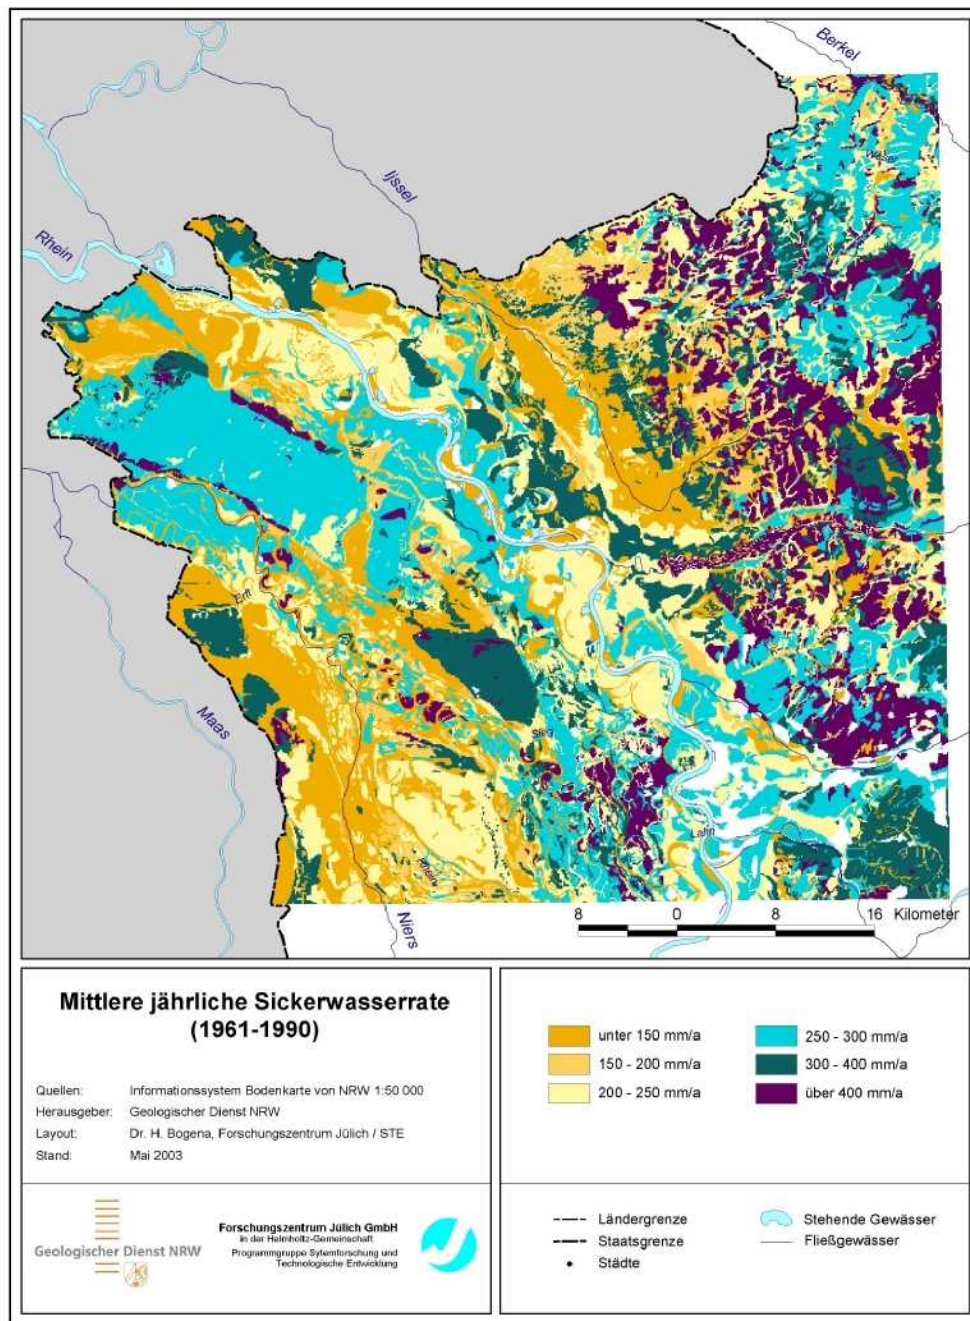 Berkel
Weser
Ijssel
Rhein
Erft
Maas
Sieg
Lahn
Rhein
Niers
8 0 8 16 Kilometer
Mittlere jährliche Sickerwasserrate
(1961-1990)
Quellen: Informationssystem Bodenkarte von NRW 1:50 000
Herausgeber: Geologischer Dienst NRW
Layout: Dr. H. Bogena, Forschungszentrum Jülich / STE
Stand: Mai 2003
Geologischer Dienst NRW
Forschungszentrum Jülich GmbH
in der Helmholtz-Gemeinschaft
Programmgruppe Sytemforschung und
Technologische Entwicklung
unter 150 mm/a
150 - 200 mm/a
200 - 250 mm/a
250 - 300 mm/a
300 - 400 mm/a
über 400 mm/a
Ländergrenze
Staatsgrenze
Städte
Stehende Gewässer
Fließgewässer